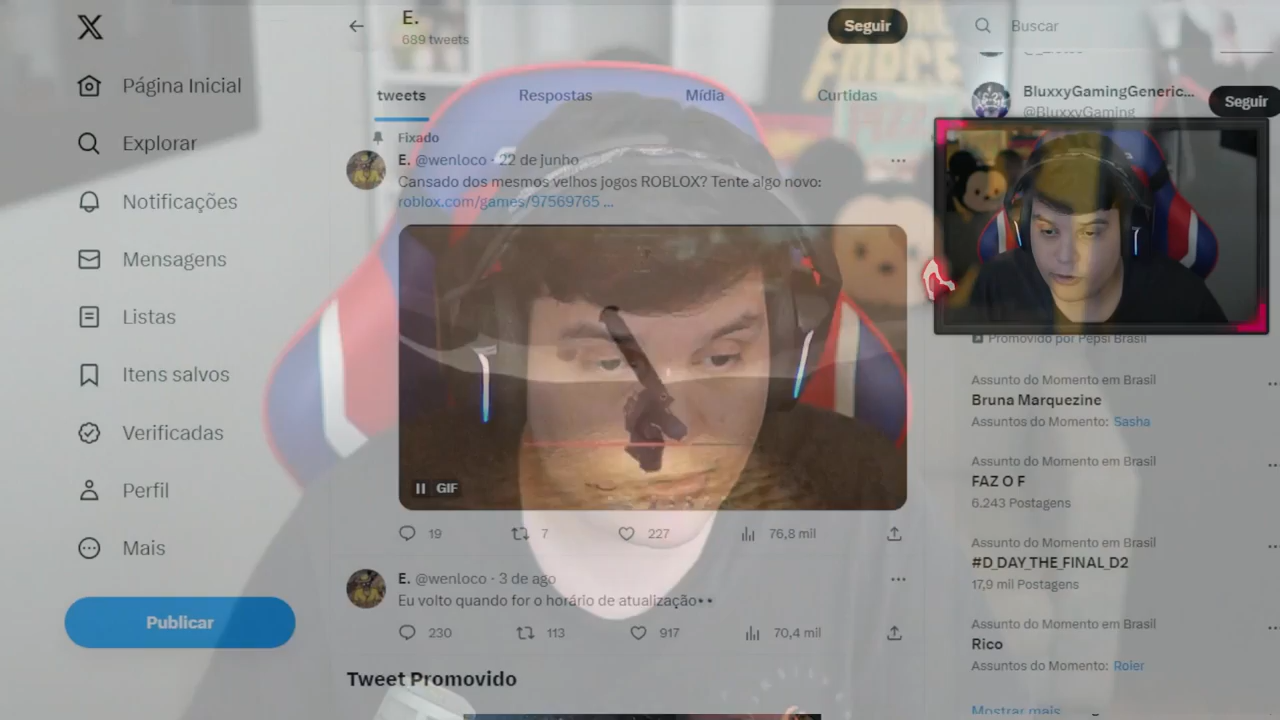 X
Página Inicial
Explorar
Notificações
Mensagens
Listas
Itens salvos
Verificadas
Perfil
Mais
Publicar
E.
689 tweets
Seguir
tweets
Respostas
Mídia
Curtidas
Fixado
E. @wenloco · 22 de junho
Cansado dos mesmos velhos jogos ROBLOX? Tente algo novo:
roblox.com/games/97569765 ...
GIF
19
7
227
76,8 mil
E. @wenloco · 3 de ago
Eu volto quando for o horário de atualização👀
230
113
917
70,4 mil
Tweet Promovido
Buscar
BluxxyGamingGeneric...
@BluxxyGaming
Seguir
Promovido por Pepsi Brasil
Assunto do Momento em Brasil
Bruna Marquezine
Assuntos do Momento: Sasha
Assunto do Momento em Brasil
FAZ O F
6.243 Postagens
Assunto do Momento em Brasil
#D_DAY_THE_FINAL_D2
17,9 mil Postagens
Assunto do Momento em Brasil
Rico
Assuntos do Momento: Roier
Mostrar mais